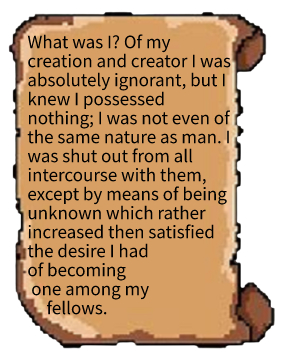 What was I? Of my
creation and creator I was
absolutely ignorant, but I
knew I possessed
nothing; I was not even of
the same nature as man. I
was shut out from all
intercourse with them,
except by means of being
unknown which rather
increased then satisfied
the desire I had
of becoming
one among my
fellows.